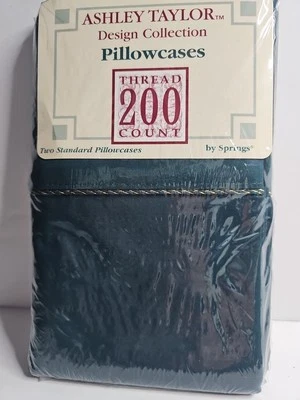 ASHLEY TAYLOR™
Design Collection
Pillowcases
THREAD
200
COUNT
Two Standard Pillowcases by Springs®